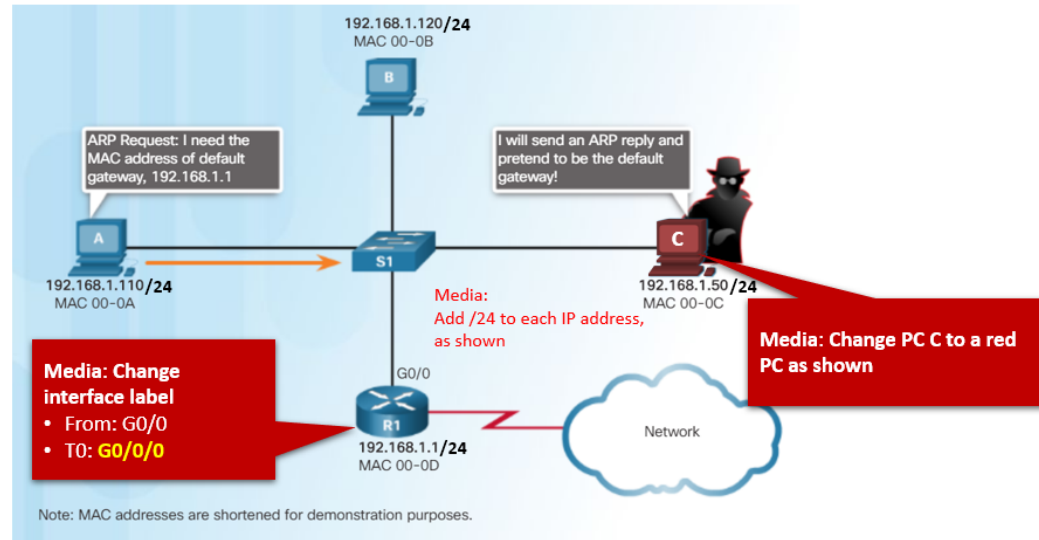 192.168.1.120/24
MAC 00-0B
B
ARP Request: I need the
MAC address of default
gateway, 192.168.1.1
I will send an ARP reply and
pretend to be the default
gateway!
A
S1
C
192.168.1.110/24
MAC 00-0A
192.168.1.50/24
MAC 00-0C
Media:
Add /24 to each IP address,
as shown
Media: Change PC C to a red
PC as shown
Media: Change
interface label
• From: G0/0
• T0: G0/0/0
G0/0
R1
192.168.1.1/24
MAC 00-0D
Network
Note: MAC addresses are shortened for demonstration purposes.